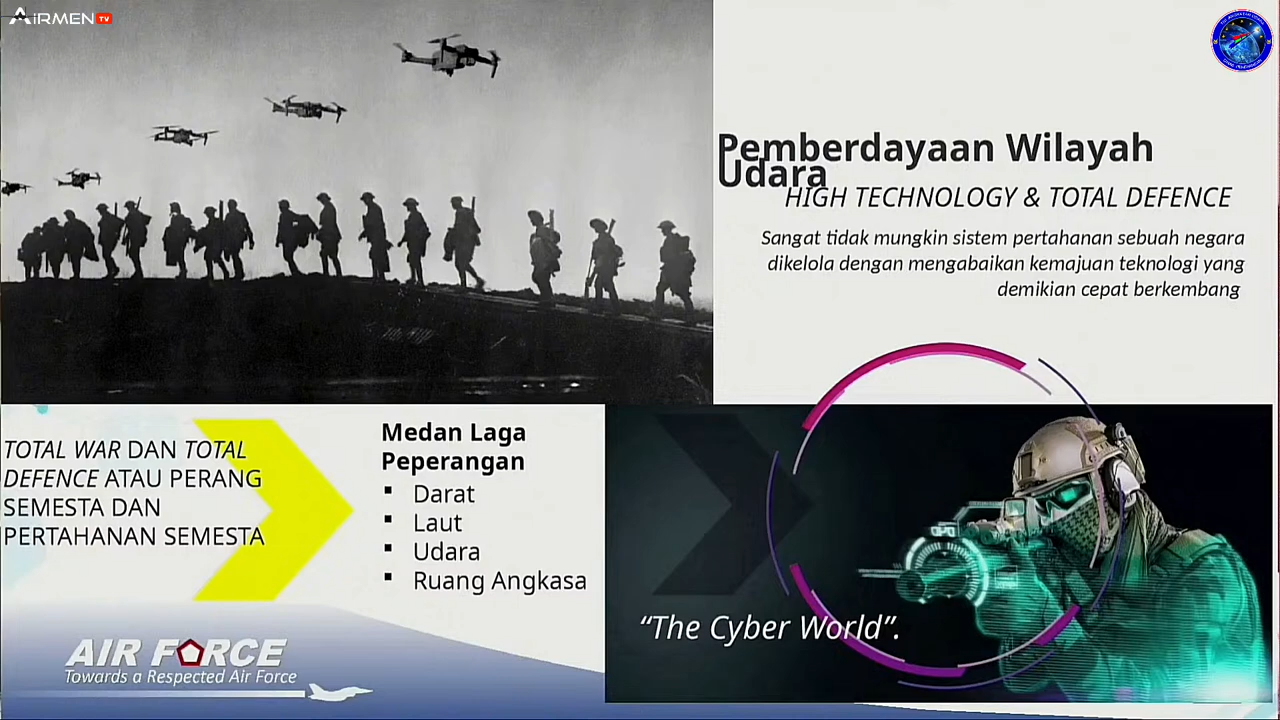 AiRMEN TV
Pemberdayaan Wilayah
Udara
HIGH TECHNOLOGY & TOTAL DEFENCE
Sangat tidak mungkin sistem pertahanan sebuah negara
dikelola dengan mengabaikan kemajuan teknologi yang
demikian cepat berkembang
TOTAL WAR DAN TOTAL
DEFENCE ATAU PERANG
SEMESTA DAN
PERTAHANAN SEMESTA
Medan Laga
Peperangan
▪ Darat
▪ Laut
▪ Udara
▪ Ruang Angkasa
“The Cyber World”.
AIR FORCE
Towards a Respected Air Force